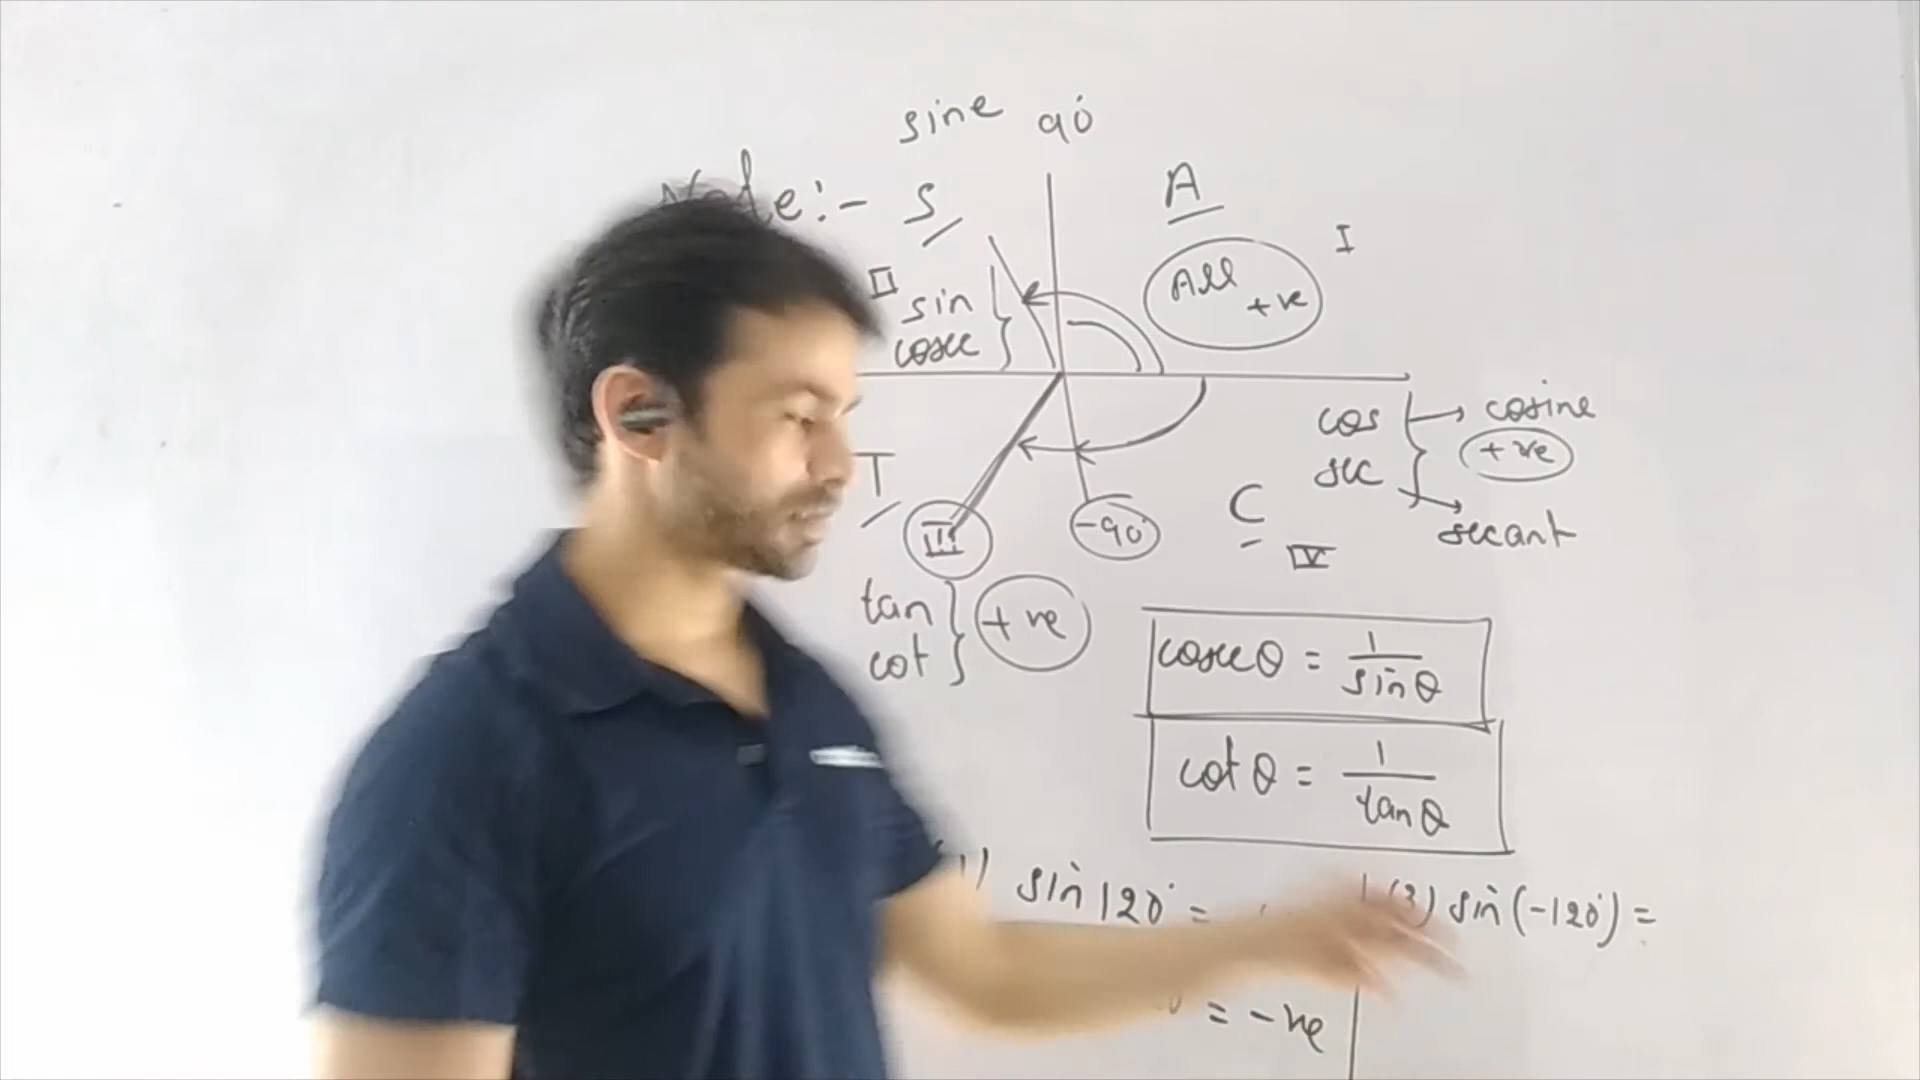 sine 90°
Note:- S A
I
II All +ve
sin
cosec
cos → cosine
+ve
sec → secant
T C
III -90° IV
tan +ve
cot
cosecθ = 1/sinθ
cotθ = 1/tanθ
sin 120° = (3) sin(-120°) =
= -ve